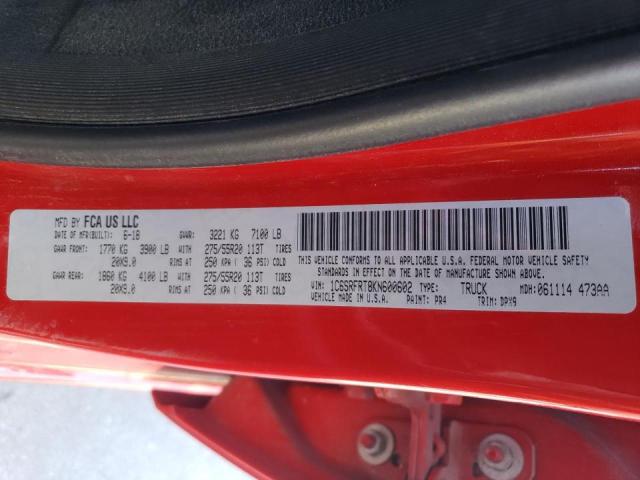 MFD BY FCA US LLC
DATE OF MFR(BUILT): 6-18 GVWR: 3221 KG 7100 LB
GAWR FRONT: 1770 KG 3900 LB WITH 275/55R20 113T TIRES
20X9.0 RIMS AT 250 KPA ( 36 PSI) COLD
GAWR REAR: 1860 KG 4100 LB WITH 275/55R20 113T TIRES
20X9.0 RIMS AT 250 KPA ( 36 PSI) COLD
THIS VEHICLE CONFORMS TO ALL APPLICABLE U.S.A. FEDERAL MOTOR VEHICLE SAFETY
STANDARDS IN EFFECT ON THE DATE OF MANUFACTURE SHOWN ABOVE.
VIN: 1C6SRFRT8KN600602 TYPE: TRUCK MDH: 061114 473AA
PAINT: PR4 TRIM: DPX9